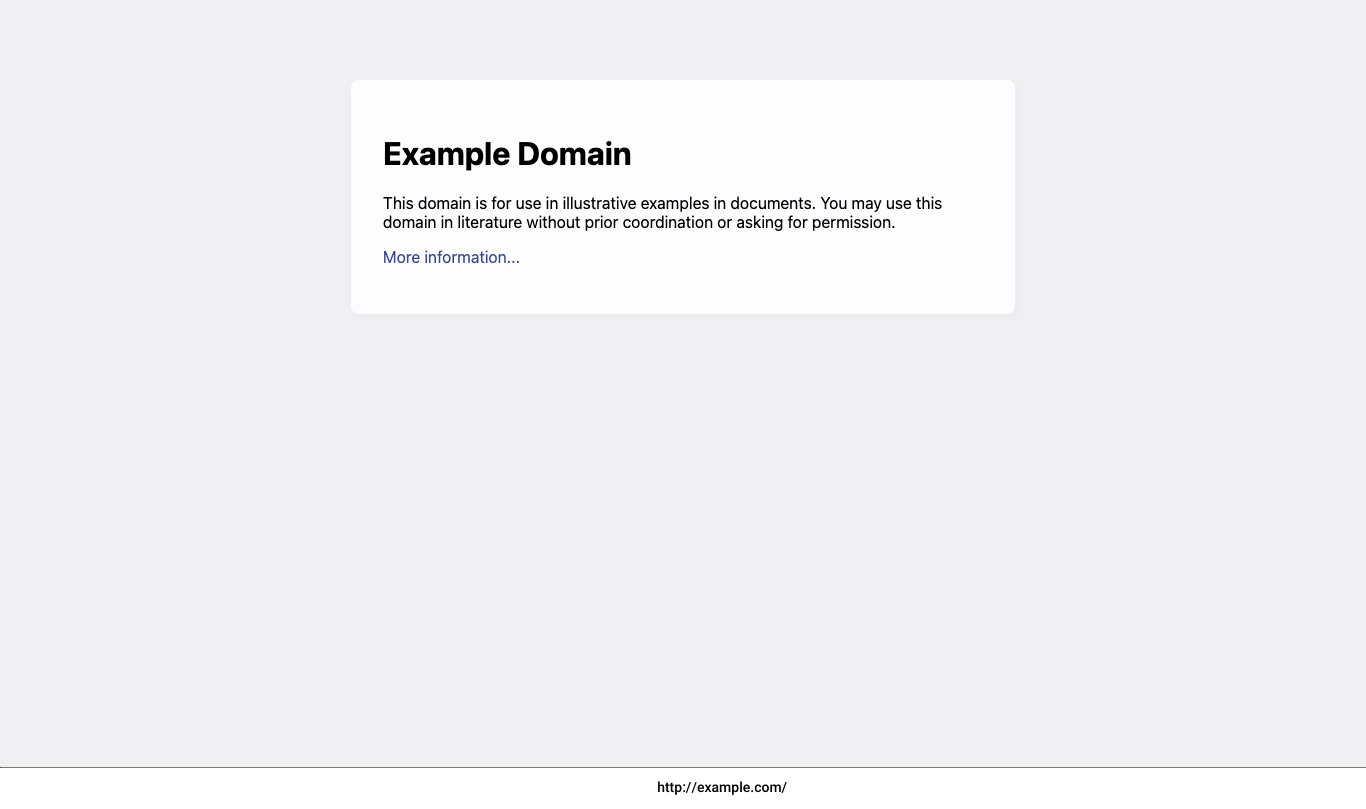 Example Domain
This domain is for use in illustrative examples in documents. You may use this
domain in literature without prior coordination or asking for permission.
More information...
http://example.com/